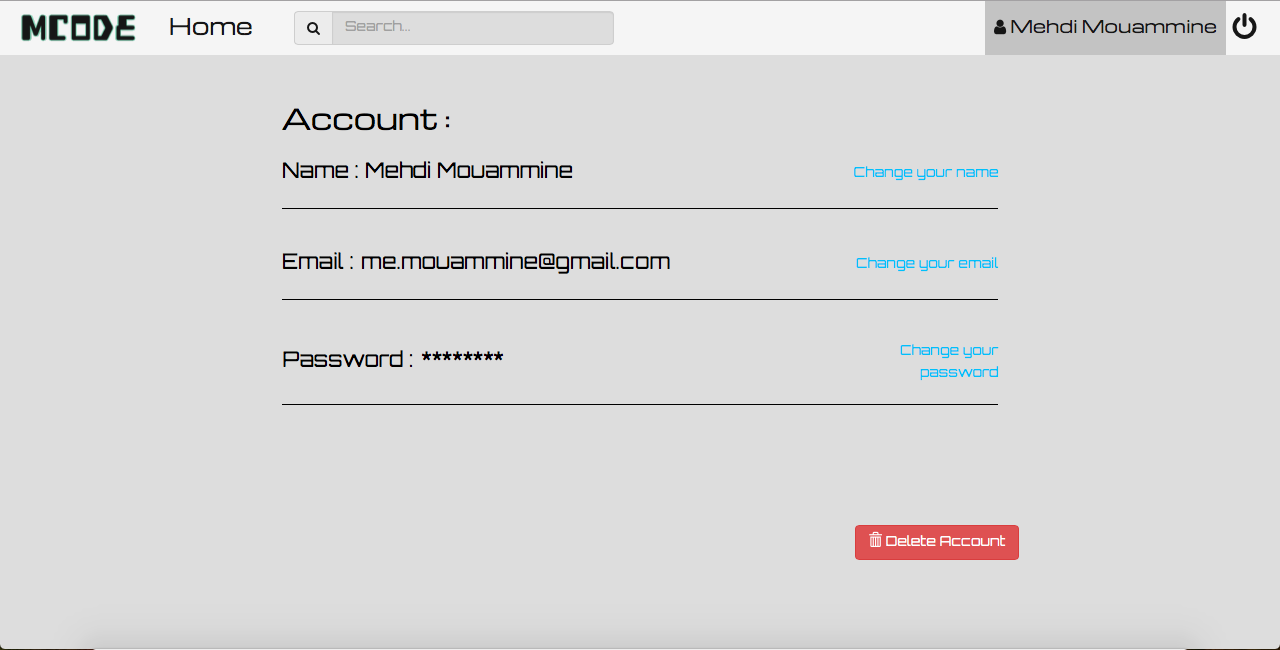 MCODE Home Search... Mehdi Mouammine
Account :
Name : Mehdi Mouammine Change your name
Email : me.mouammine@gmail.com Change your email
Password : ******** Change your
password
Delete Account